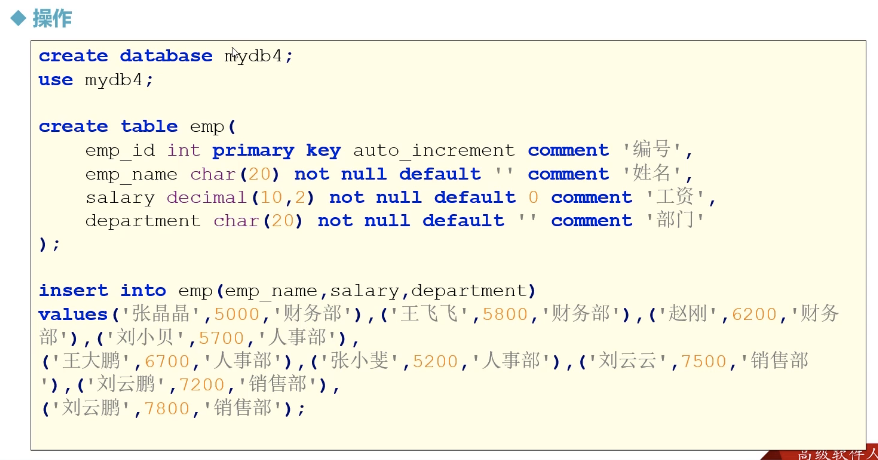 操作
create database mydb4;
use mydb4;
create table emp(
emp_id int primary key auto_increment comment '编号',
emp_name char(20) not null default '' comment '姓名',
salary decimal(10,2) not null default 0 comment '工资',
department char(20) not null default '' comment '部门'
);
insert into emp(emp_name,salary,department)
values('张晶晶',5000,'财务部'),('王飞飞',5800,'财务部'),('赵刚',6200,'财务
部'),('刘小贝',5700,'人事部'),
('王大鹏',6700,'人事部'),('张小斐',5200,'人事部'),('刘云云',7500,'销售部
'),('刘云鹏',7200,'销售部'),
('刘云鹏',7800,'销售部');
高级软件人